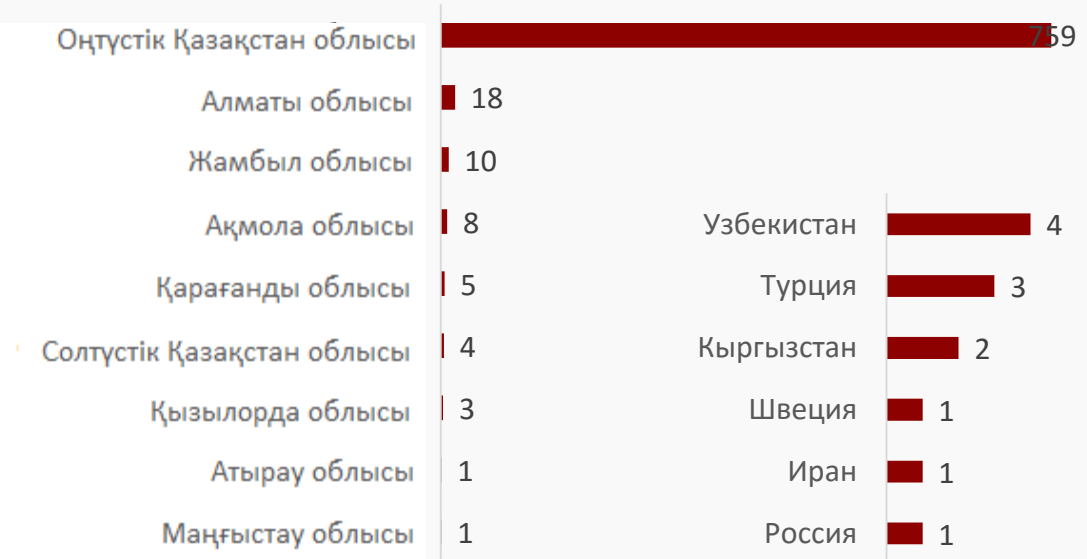 Оңтүстік Қазақстан облысы 759
Алматы облысы 18
Жамбыл облысы 10
Ақмола облысы 8
Қарағанды облысы 5
Солтүстік Қазақстан облысы 4
Қызылорда облысы 3
Атырау облысы 1
Маңғыстау облысы 1
Узбекистан 4
Турция 3
Кыргызстан 2
Швеция 1
Иран 1
Россия 1